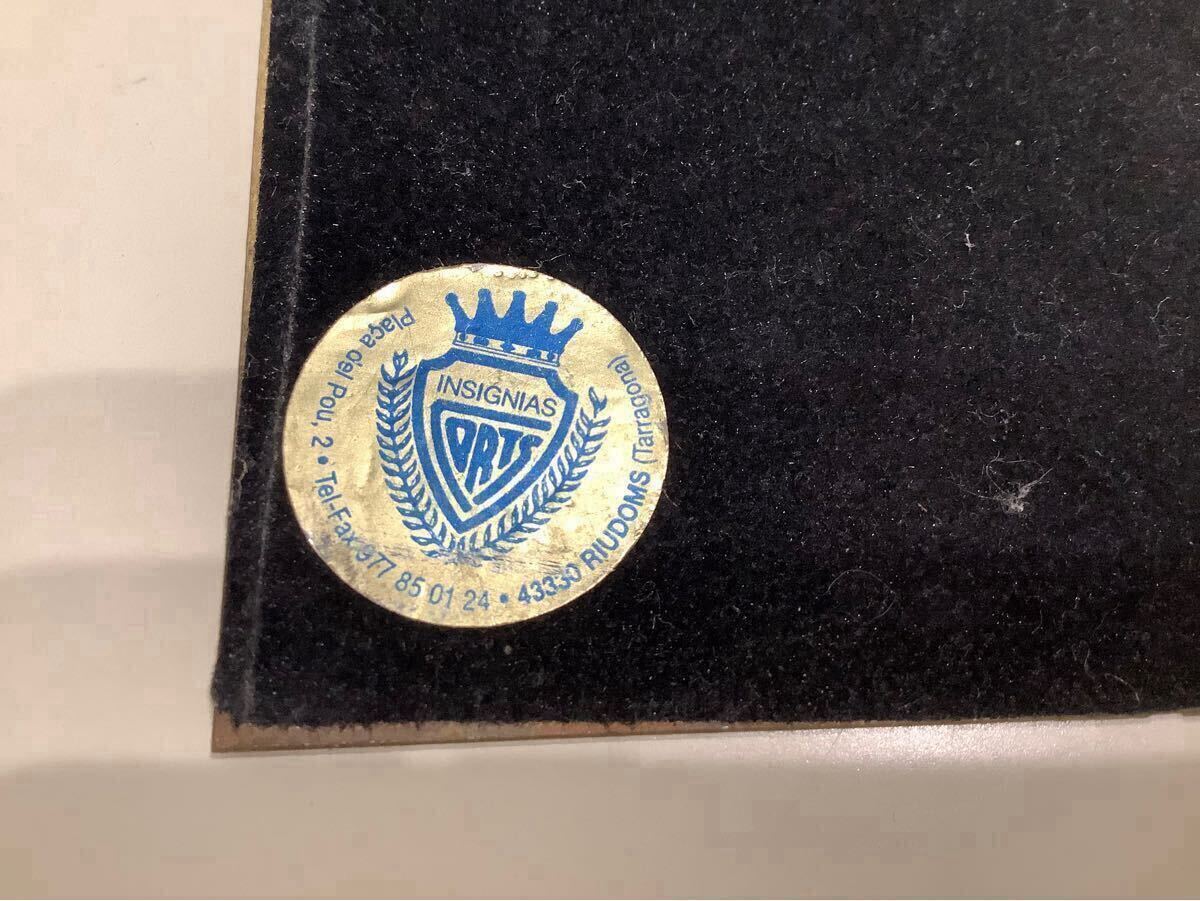 INSIGNIAS
ORTS
Plaça del Pou, 2 • Tel-Fax 977 85 01 24 • 43330 RIUDOMS (Tarragona)